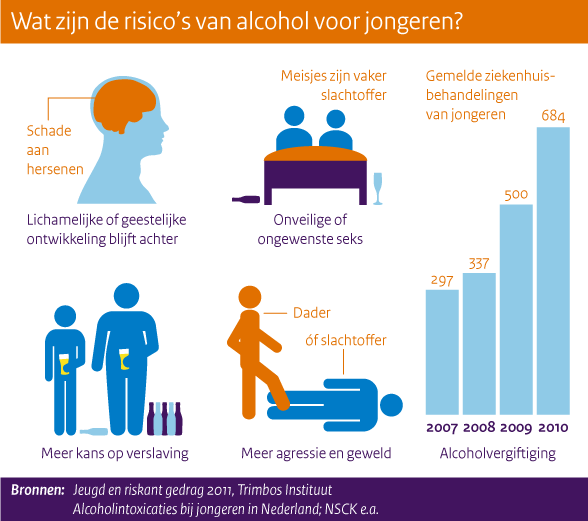 Wat zijn de risico's van alcohol voor jongeren?
Schade
aan
hersenen
Lichamelijke of geestelijke
ontwikkeling blijft achter
Meisjes zijn vaker
slachtoffer
Onveilige of
ongewenste seks
Gemelde ziekenhuis-
behandelingen
van jongeren
297
337
500
684
2007 2008 2009 2010
Alcoholvergiftiging
Meer kans op verslaving
Dader
óf slachtoffer
Meer agressie en geweld
Bronnen: Jeugd en riskant gedrag 2011, Trimbos Instituut
Alcoholintoxicaties bij jongeren in Nederland; NSCK e.a.